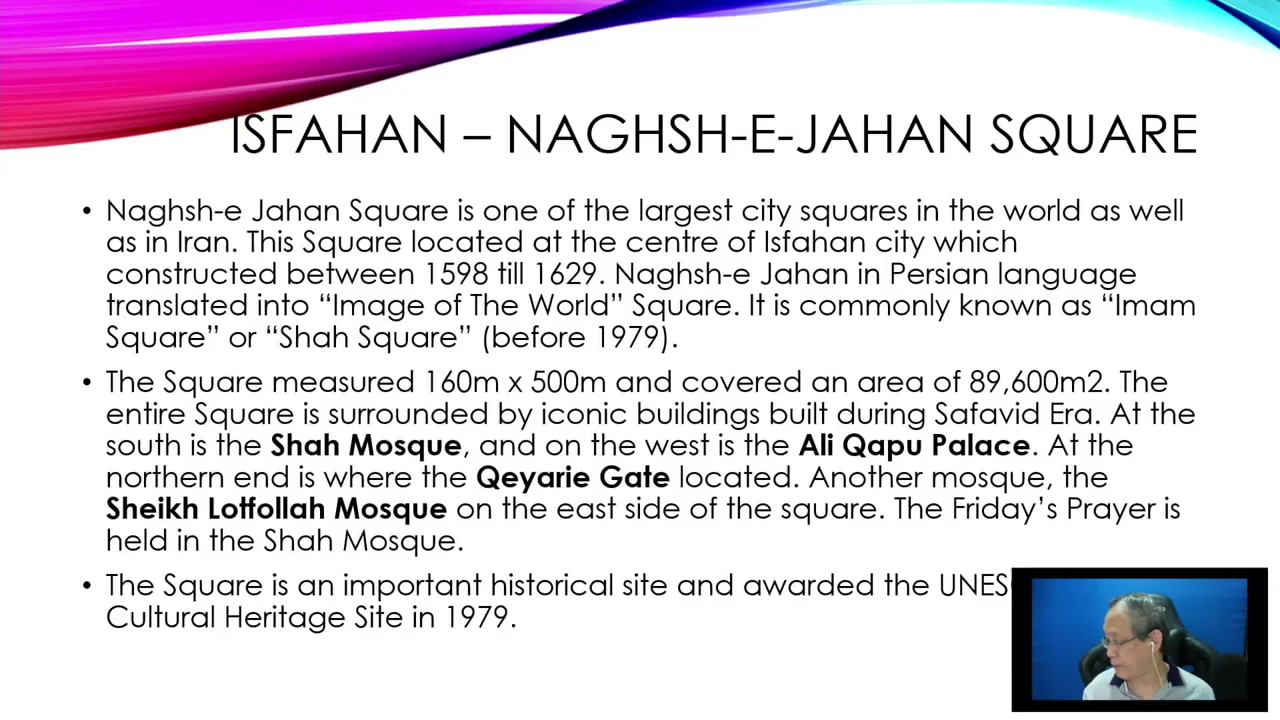 ISFAHAN – NAGHSH-E-JAHAN SQUARE
• Naghsh-e Jahan Square is one of the largest city squares in the world as well
as in Iran. This Square located at the centre of Isfahan city which
constructed between 1598 till 1629. Naghsh-e Jahan in Persian language
translated into “Image of The World” Square. It is commonly known as “Imam
Square” or “Shah Square” (before 1979).
• The Square measured 160m x 500m and covered an area of 89,600m2. The
entire Square is surrounded by iconic buildings built during Safavid Era. At the
south is the Shah Mosque, and on the west is the Ali Qapu Palace. At the
northern end is where the Qeyarie Gate located. Another mosque, the
Sheikh Lotfollah Mosque on the east side of the square. The Friday’s Prayer is
held in the Shah Mosque.
• The Square is an important historical site and awarded the
Cultural Heritage Site in 1979.